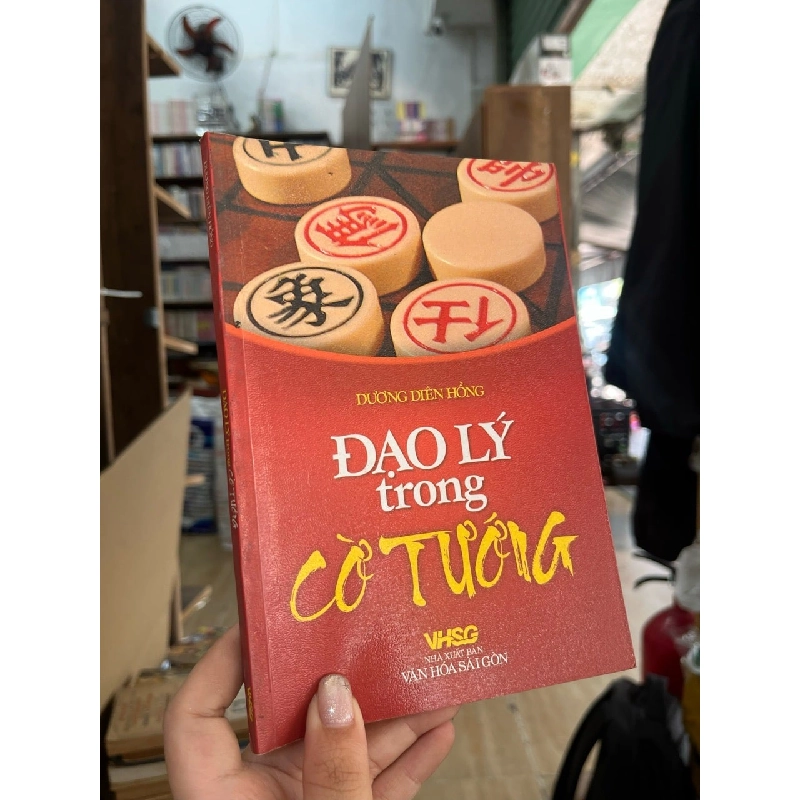 DƯƠNG DIÊN HỒNG
ĐẠO LÝ
trong
CỜ TƯỚNG
VHSG
NHÀ XUẤT BẢN
VĂN HÓA SÀI GÒN